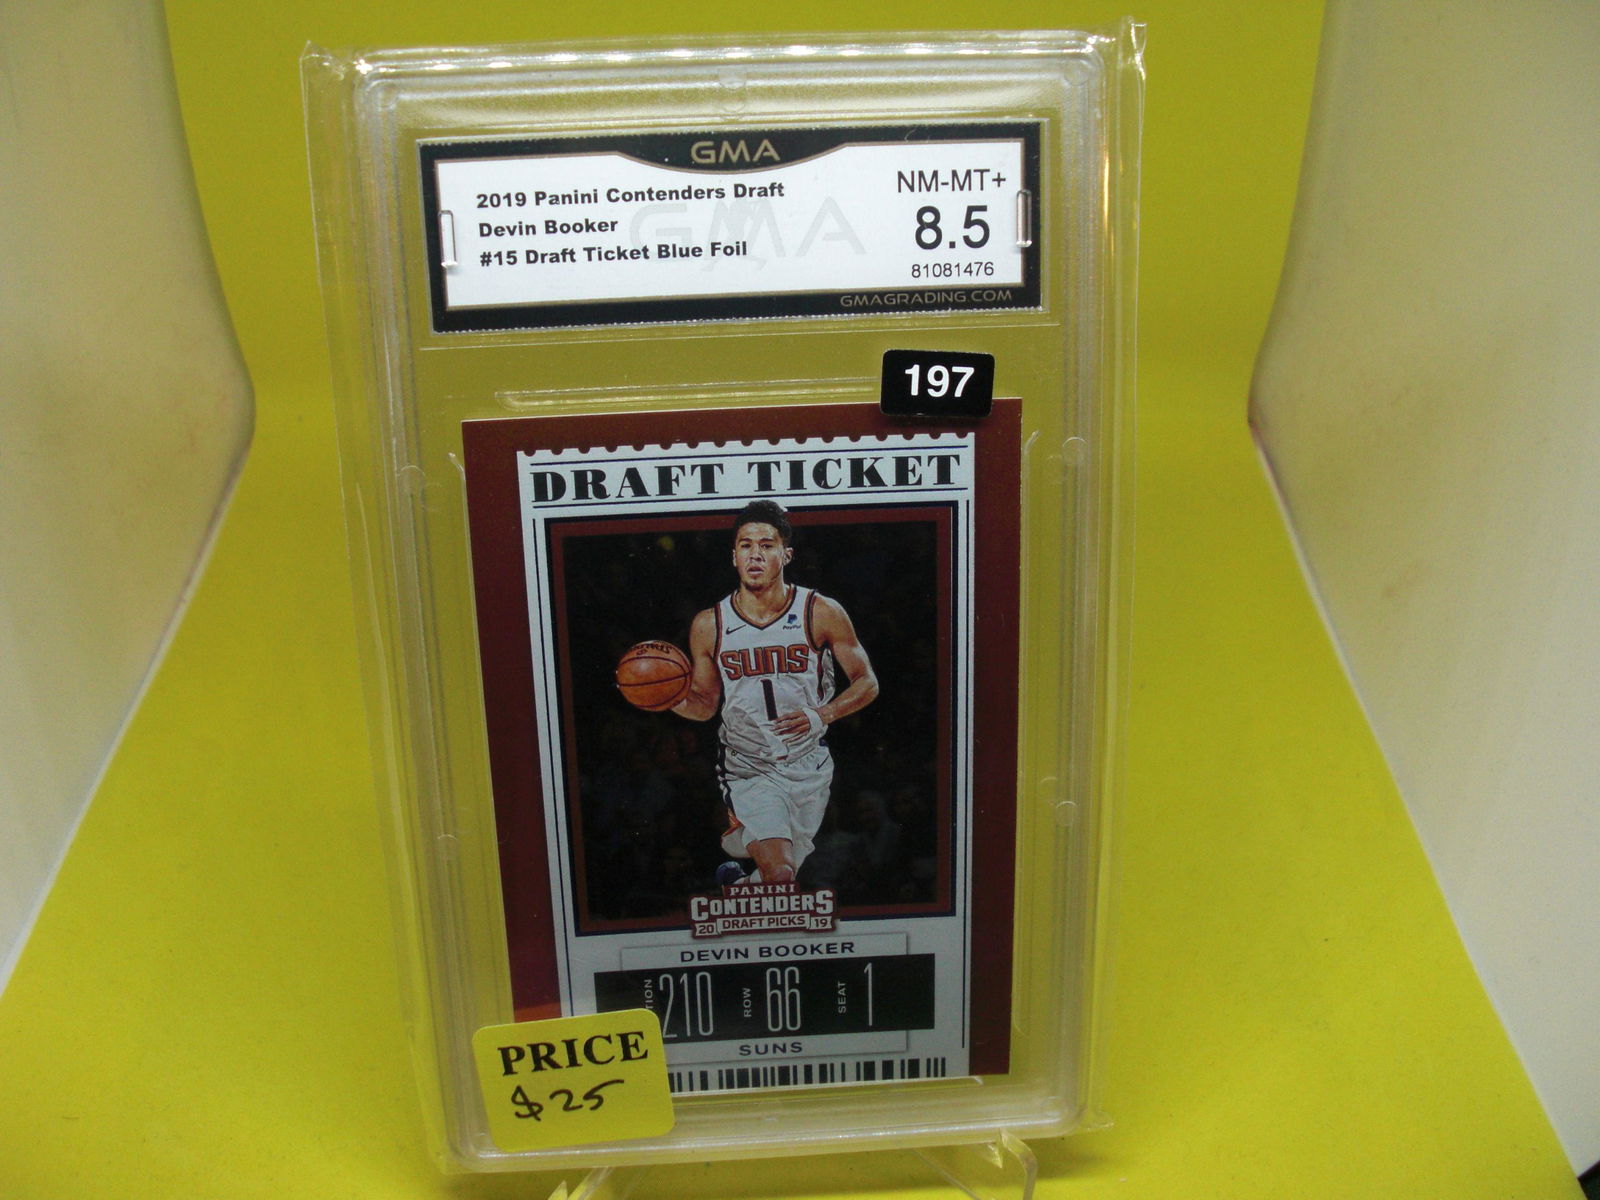 GMA
2019 Panini Contenders Draft
Devin Booker
#15 Draft Ticket Blue Foil
GMA
NM-MT+
8.5
81081476
GMAGRADING.COM
197
DRAFT TICKET
PayPal
SUNS
1
PANINI
CONTENDERS
20 DRAFT PICKS 19
DEVIN BOOKER
210 ROW 66 SEAT 1
SUNS
PRICE
$25